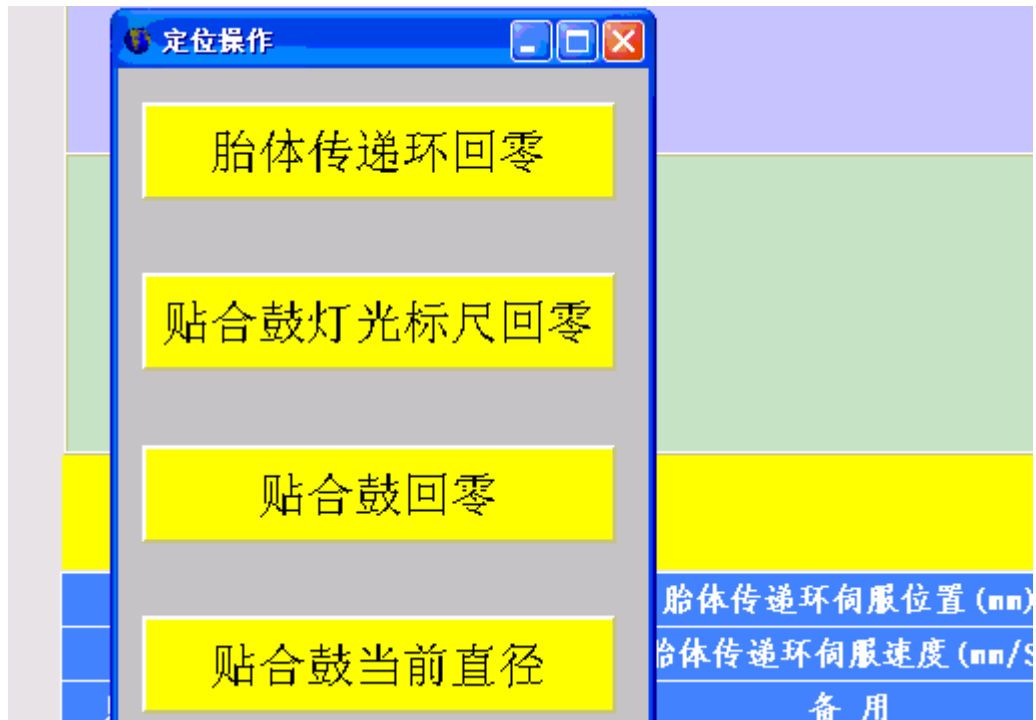 定位操作
胎体传递环回零
贴合鼓灯光标尺回零
贴合鼓回零
贴合鼓当前直径
胎体传递环伺服位置(mm)
胎体传递环伺服速度(mm/S
备 用